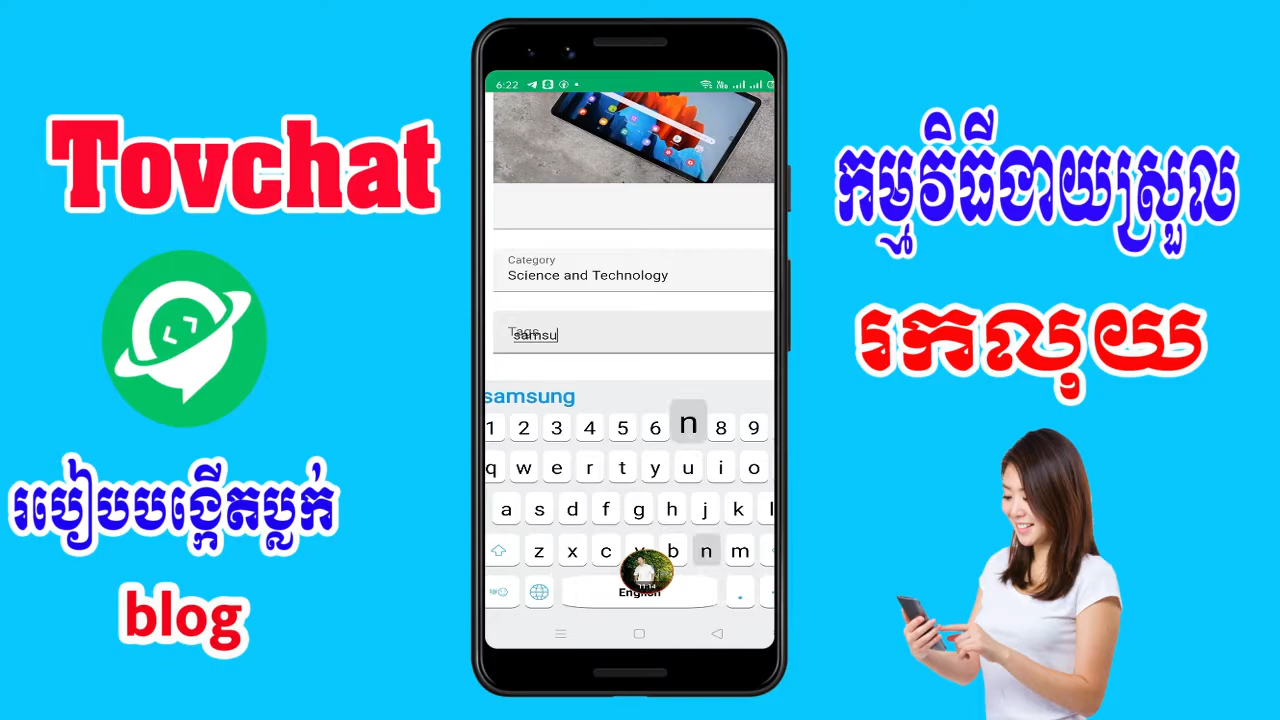 Tovchat
របៀបបង្កើតប្លក់
blog
6:22
Category
Science and Technology
Tags
samsu
samsung
1 2 3 4 5 6 n 8 9
q w e r t y u i o
a s d f g h j k l
z x c v b n m
11:14
English
កម្មវិធីងាយស្រួល
រកលុយ